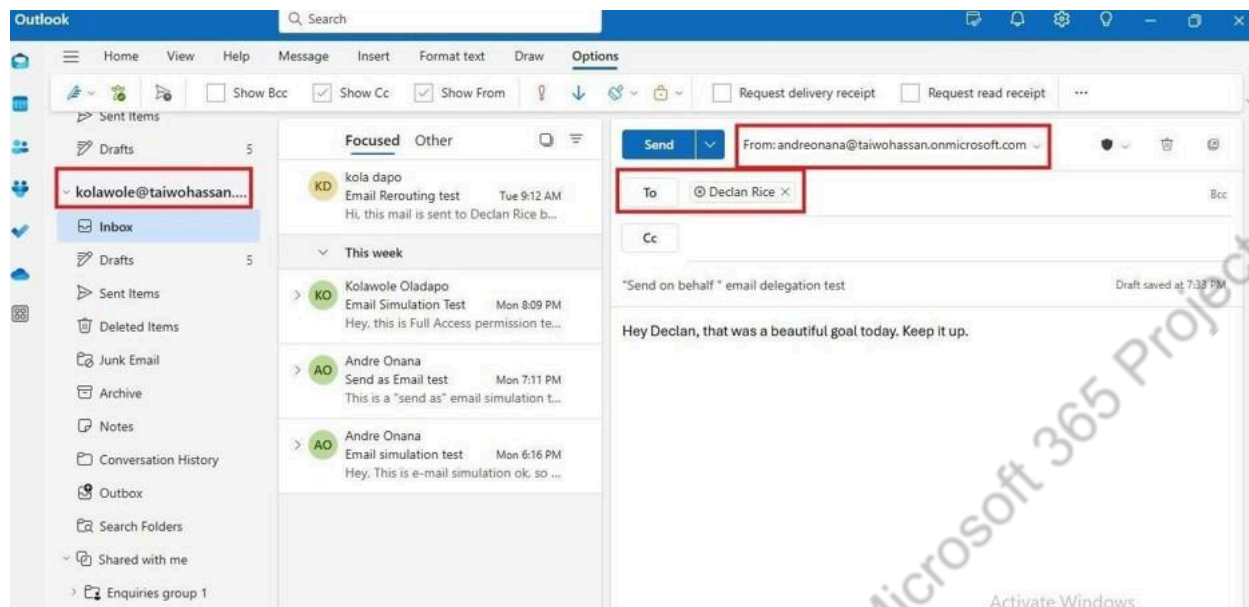 Outlook
Search
Home View Help Message Insert Format text Draw Options
Show Bcc Show Cc Show From Request delivery receipt Request read receipt ...
Sent Items
Drafts 5
kolawole@taiwohassan....
Inbox
Drafts 5
Sent Items
Deleted Items
Junk Email
Archive
Notes
Conversation History
Outbox
Search Folders
Shared with me
Enquiries group 1
Focused Other
KD
kola dapo
Email Rerouting test Tue 9:12 AM
Hi, this mail is sent to Declan Rice b...
This week
KO
Kolawole Oladapo
Email Simulation Test Mon 8:09 PM
Hey, this is Full Access permission te...
AO
Andre Onana
Send as Email test Mon 7:11 PM
This is a "send as" email simulation t...
AO
Andre Onana
Email simulation test Mon 6:16 PM
Hey. This is e-mail simulation ok. so ...
Send From: andreonana@taiwohassan.onmicrosoft.com
To Declan Rice Bcc
Cc
"Send on behalf " email delegation test Draft saved at 7:33 PM
Hey Declan, that was a beautiful goal today. Keep it up.
Microsoft 365 Project
Activate Windows